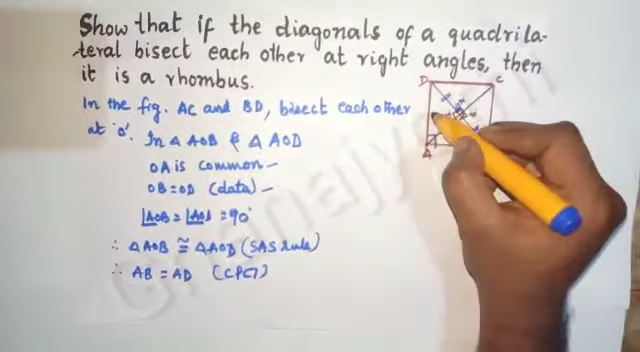 Show that if the diagonals of a quadrila-
teral bisect each other at right angles, then
it is a rhombus.
In the fig. AC and BD, bisect each other
at 'o'. In △ AOB & △ AOD
OA is common
OB = OD (data)
∠AOB = ∠AOD = 90°
∴ △AOB ≅ △AOD (SAS rule)
∴ AB = AD (CPCT)
D C
A